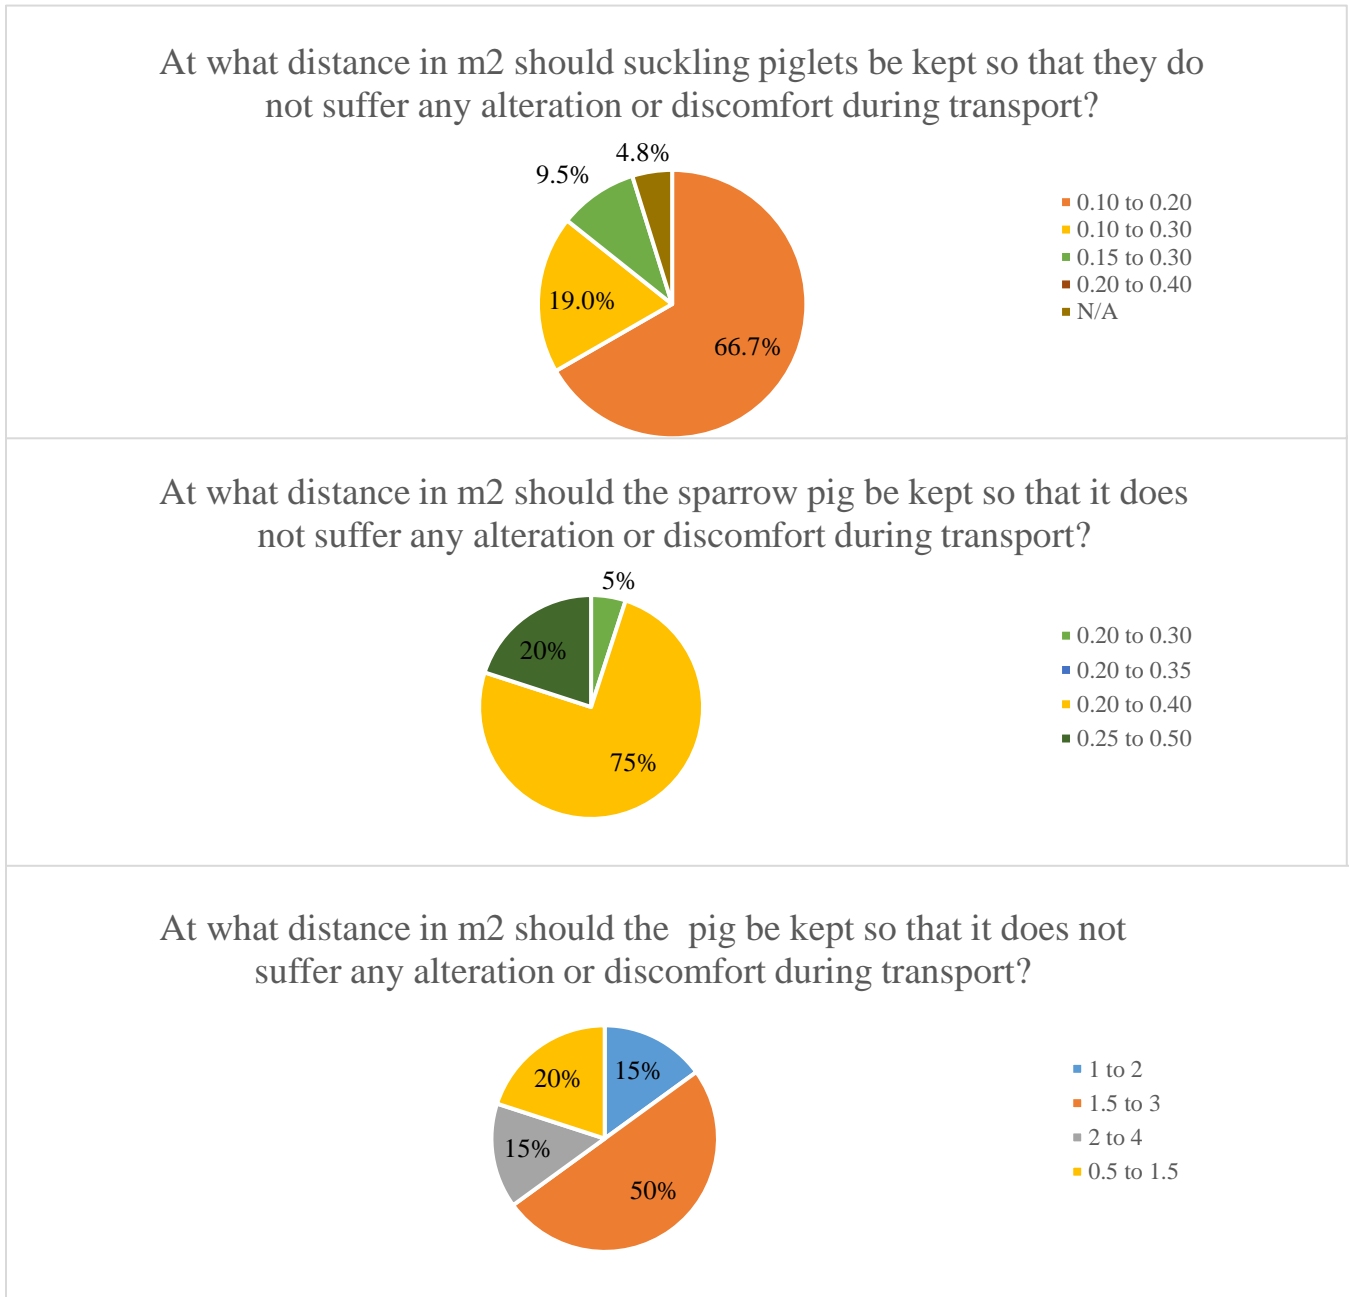 At what distance in m2 should suckling piglets be kept so that they do
not suffer any alteration or discomfort during transport?
4.8%
9.5%
19.0%
66.7%
0.10 to 0.20
0.10 to 0.30
0.15 to 0.30
0.20 to 0.40
N/A
At what distance in m2 should the sparrow pig be kept so that it does
not suffer any alteration or discomfort during transport?
5%
20%
75%
0.20 to 0.30
0.20 to 0.35
0.20 to 0.40
0.25 to 0.50
At what distance in m2 should the  pig be kept so that it does not
suffer any alteration or discomfort during transport?
15%
20%
15%
50%
1 to 2
1.5 to 3
2 to 4
0.5 to 1.5